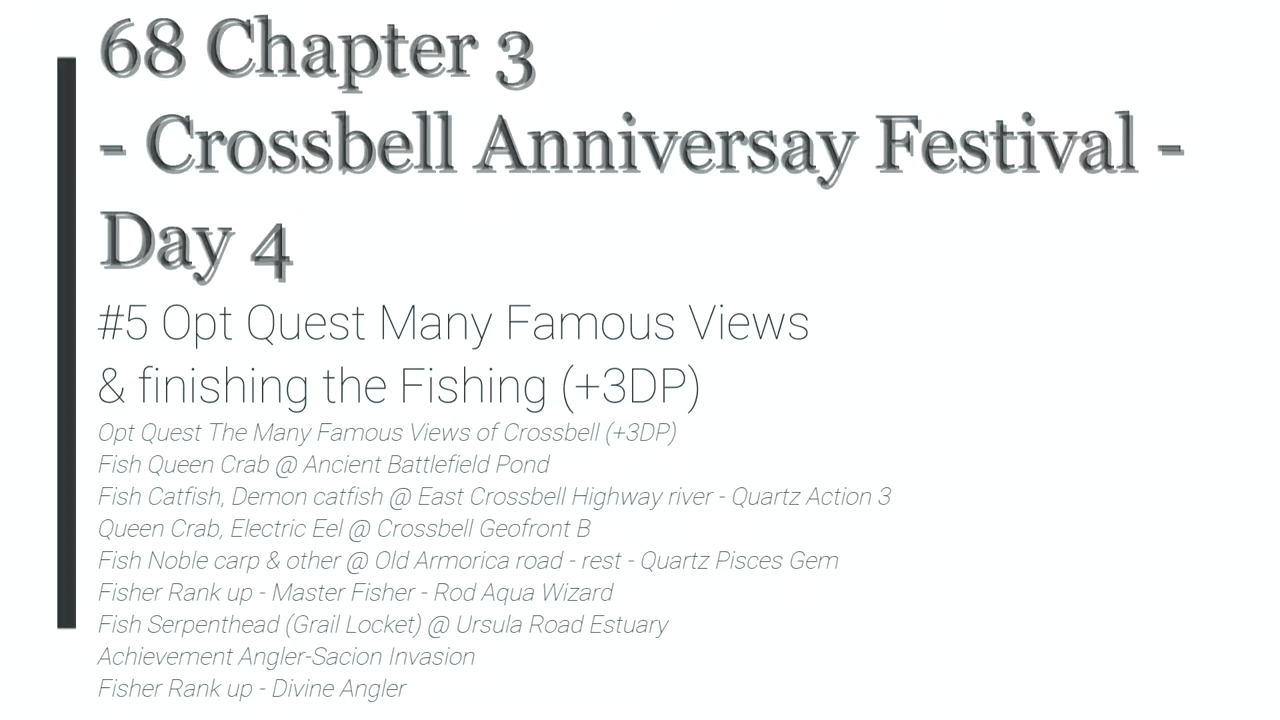 68 Chapter 3
- Crossbell Anniversay Festival -
Day 4
#5 Opt Quest Many Famous Views
& finishing the Fishing (+3DP)
Opt Quest The Many Famous Views of Crossbell (+3DP)
Fish Queen Crab @ Ancient Battlefield Pond
Fish Catfish, Demon catfish @ East Crossbell Highway river - Quartz Action 3
Queen Crab, Electric Eel @ Crossbell Geofront B
Fish Noble carp & other @ Old Armorica road - rest - Quartz Pisces Gem
Fisher Rank up - Master Fisher - Rod Aqua Wizard
Fish Serpenthead (Grail Locket) @ Ursula Road Estuary
Achievement Angler-Sacion Invasion
Fisher Rank up - Divine Angler